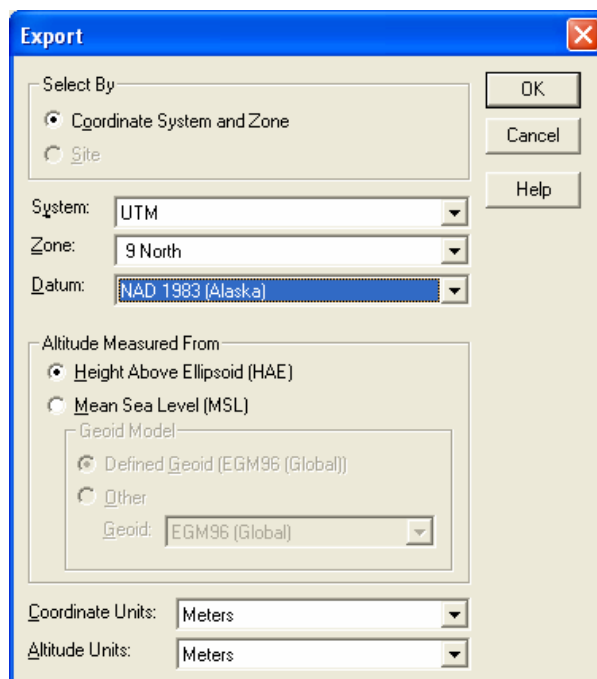 Export
Select By
Coordinate System and Zone
Site
OK
Cancel
Help
System: UTM
Zone: 9 North
Datum: NAD 1983 (Alaska)
Altitude Measured From
Height Above Ellipsoid (HAE)
Mean Sea Level (MSL)
Geoid Model
Defined Geoid (EGM96 (Global))
Other
Geoid: EGM96 (Global)
Coordinate Units: Meters
Altitude Units: Meters